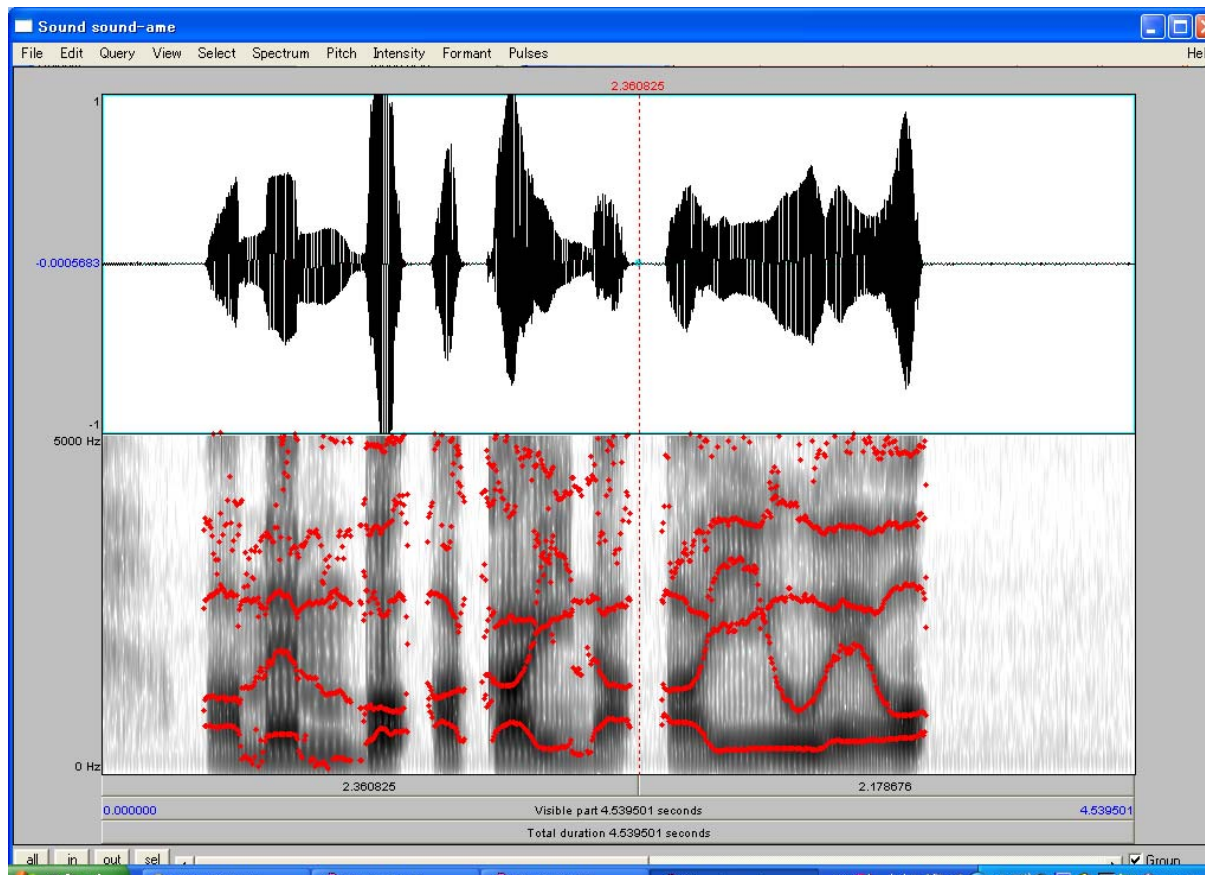 Sound sound-ame
File Edit Query View Select Spectrum Pitch Intensity Formant Pulses Hel
2.360825
1
-0.0005683
-1
5000 Hz
0 Hz
2.360825 2.178676
0.000000 Visible part 4.539501 seconds 4.539501
Total duration 4.539501 seconds
all in out sel Group